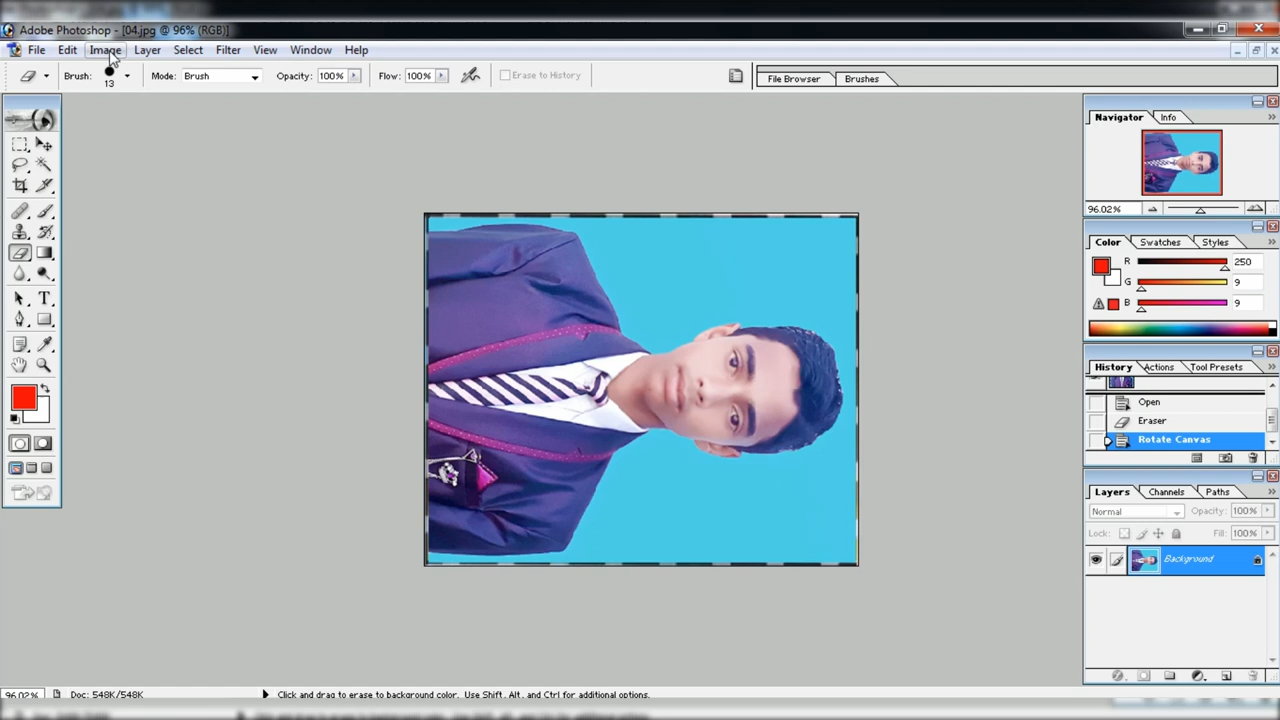 Adobe Photoshop - [04.jpg @ 96% (RGB)]
File Edit Image Layer Select Filter View Window Help
Brush: 13 Mode: Brush Opacity: 100% Flow: 100% Erase to History File Browser Brushes
Navigator Info
96.02%
Color Swatches Styles
R 250
G 9
B 9
History Actions Tool Presets
Open
Eraser
Rotate Canvas
Layers Channels Paths
Normal Opacity: 100%
Lock: Fill: 100%
Background
96.02% Doc: 548K/548K Click and drag to erase to background color. Use Shift, Alt, and Ctrl for additional options.